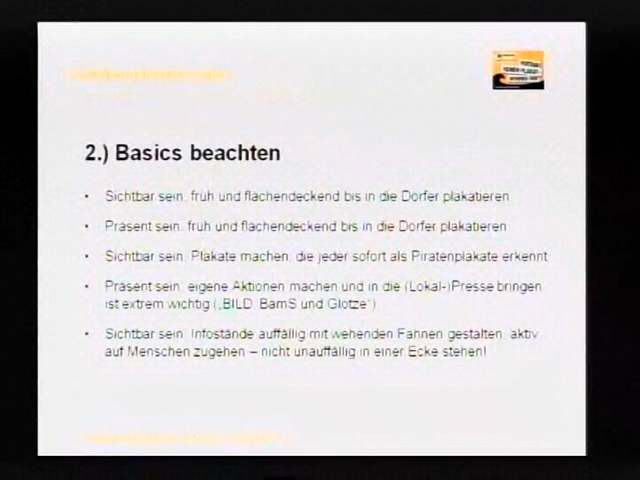 2.) Basics beachten
• Sichtbar sein: früh und flächendeckend bis in die Dörfer plakatieren
• Präsent sein: früh und flächendeckend bis in die Dörfer plakatieren
• Sichtbar sein: Plakate machen, die jeder sofort als Piratenplakate erkennt
• Präsent sein: eigene Aktionen machen und in die (Lokal-)Presse bringen
ist extrem wichtig („BILD, BamS und Glotze“)
• Sichtbar sein: Infostände auffällig mit wehenden Fahnen gestalten, aktiv
auf Menschen zugehen – nicht unauffällig in einer Ecke stehen!